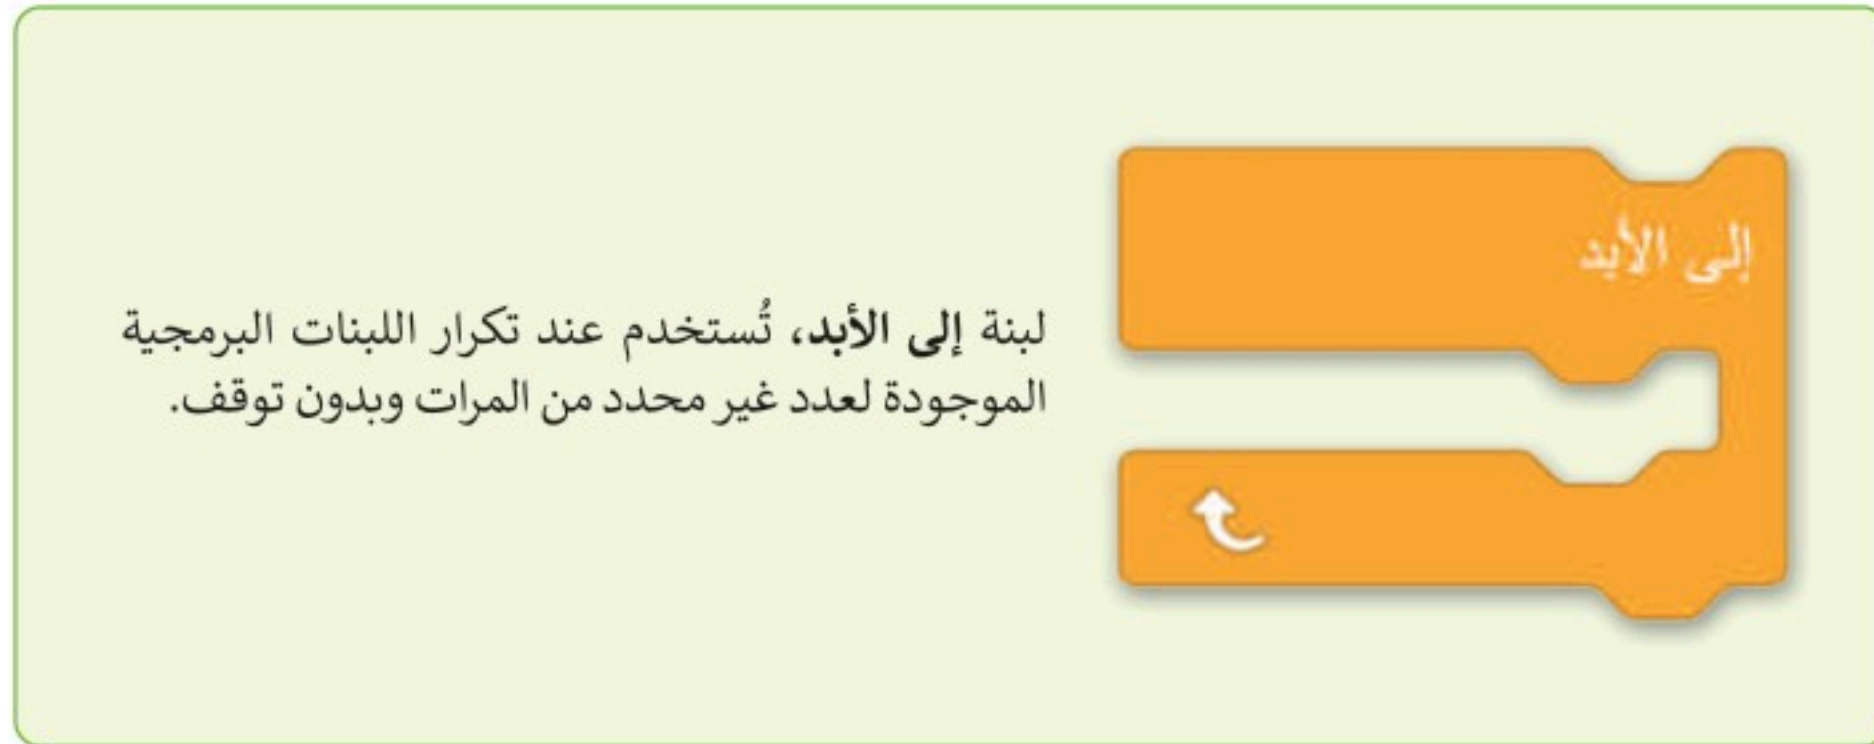 إلى الأبد
لبنة إلى الأبد، تُستخدم عند تكرار اللبنات البرمجية
الموجودة لعدد غير محدد من المرات وبدون توقف.